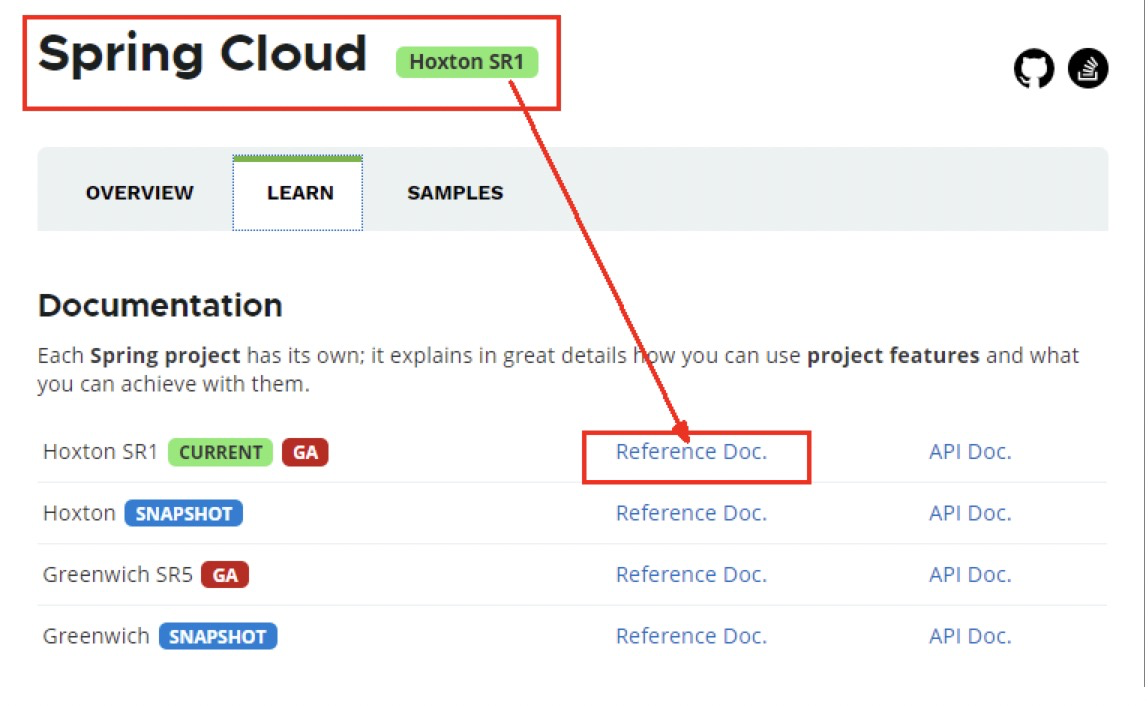 Spring Cloud Hoxton SR1
OVERVIEW LEARN SAMPLES
Documentation
Each Spring project has its own; it explains in great details how you can use project features and what
you can achieve with them.
Hoxton SR1 CURRENT GA Reference Doc. API Doc.
Hoxton SNAPSHOT Reference Doc. API Doc.
Greenwich SR5 GA Reference Doc. API Doc.
Greenwich SNAPSHOT Reference Doc. API Doc.